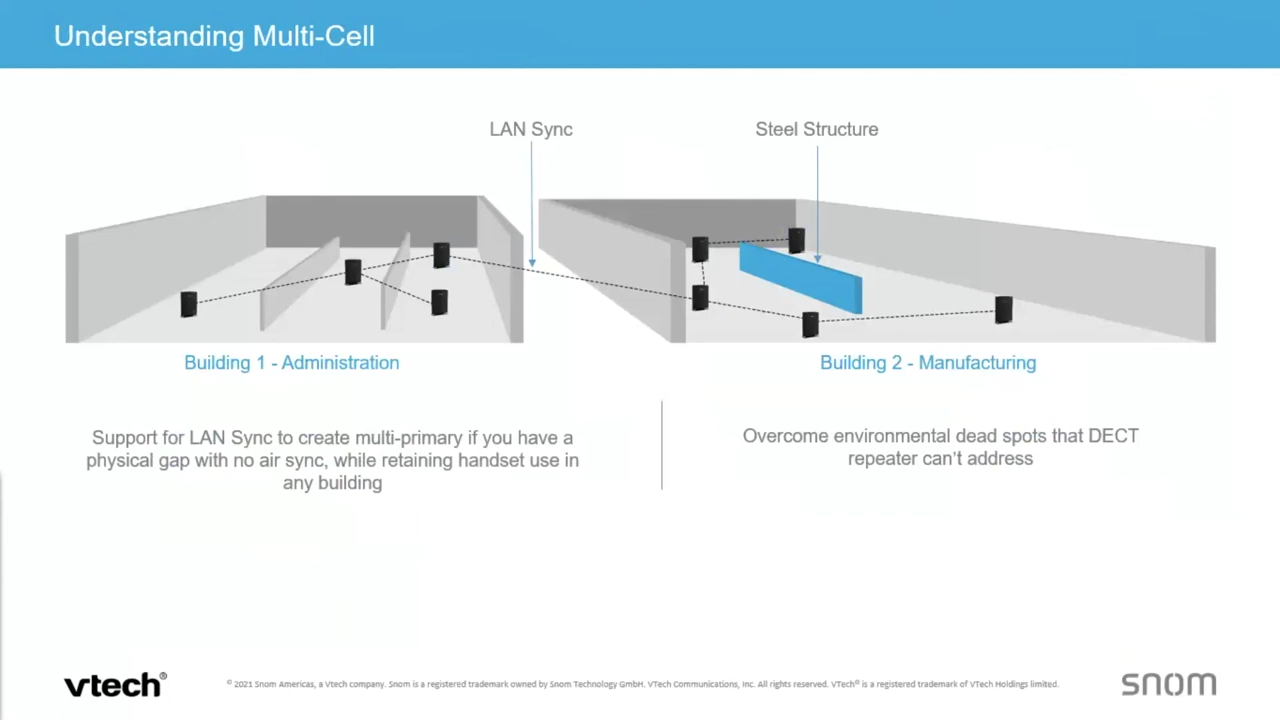 Understanding Multi-Cell
LAN Sync
Steel Structure
Building 1 - Administration
Building 2 - Manufacturing
Support for LAN Sync to create multi-primary if you have a
physical gap with no air sync, while retaining handset use in
any building
Overcome environmental dead spots that DECT
repeater can't address
vtech®
© 2021 Snom Americas, a Vtech company. Snom is a registered trademark owned by Snom Technology GmbH. VTech Communications, Inc. All rights reserved. VTech® is a registered trademark of VTech Holdings limited.
snom